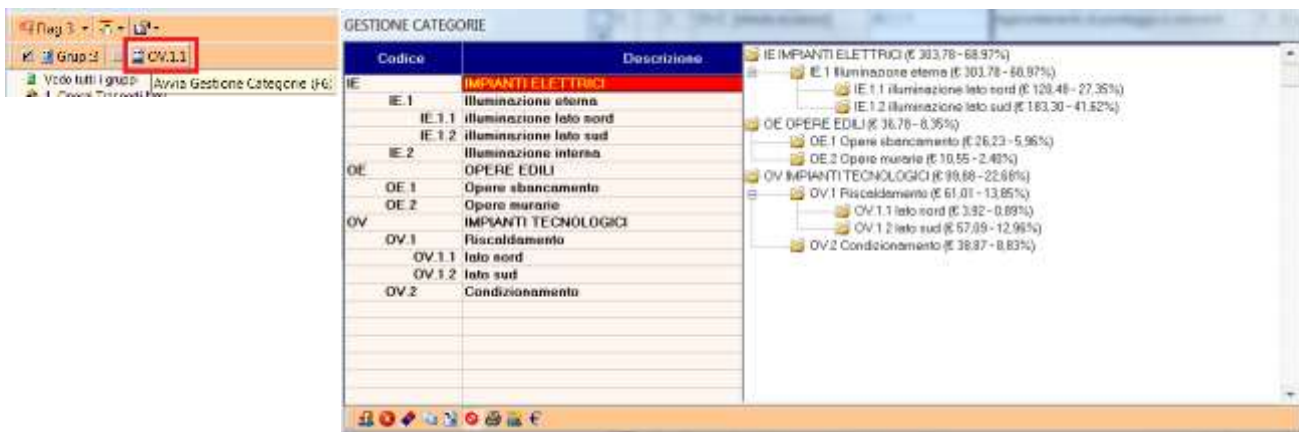 Flag 3
Grup:3
OV.1.1
Vedo tutti i gruppi
Avvia Gestione Categorie (F6)
GESTIONE CATEGORIE
Codice Descrizione
IE IMPIANTI ELETTRICI
IE.1 Illuminazione eterna
IE.1.1 illuminazione lato nord
IE.1.2 illuminazione lato sud
IE.2 Illuminazione interna
OE OPERE EDILI
OE.1 Opere sbancamento
OE.2 Opere murarie
OV IMPIANTI TECNOLOGICI
OV.1 Riscaldamento
OV.1.1 lato nord
OV.1.2 lato sud
OV.2 Condizionamento
IE IMPIANTI ELETTRICI (€ 303,78 - 68,97%)
IE.1 Illuminazione eterna (€ 303,78 - 68,97%)
IE.1.1 illuminazione lato nord (€ 120,48 - 27,35%)
IE.1.2 illuminazione lato sud (€ 183,30 - 41,62%)
OE OPERE EDILI (€ 36,78 - 8,35%)
OE.1 Opere sbancamento (€ 26,23 - 5,96%)
OE.2 Opere murarie (€ 10,55 - 2,40%)
OV IMPIANTI TECNOLOGICI (€ 99,88 - 22,68%)
OV.1 Riscaldamento (€ 61,01 - 13,85%)
OV.1.1 lato nord (€ 3,92 - 0,89%)
OV.1.2 lato sud (€ 57,09 - 12,96%)
OV.2 Condizionamento (€ 38,87 - 8,83%)